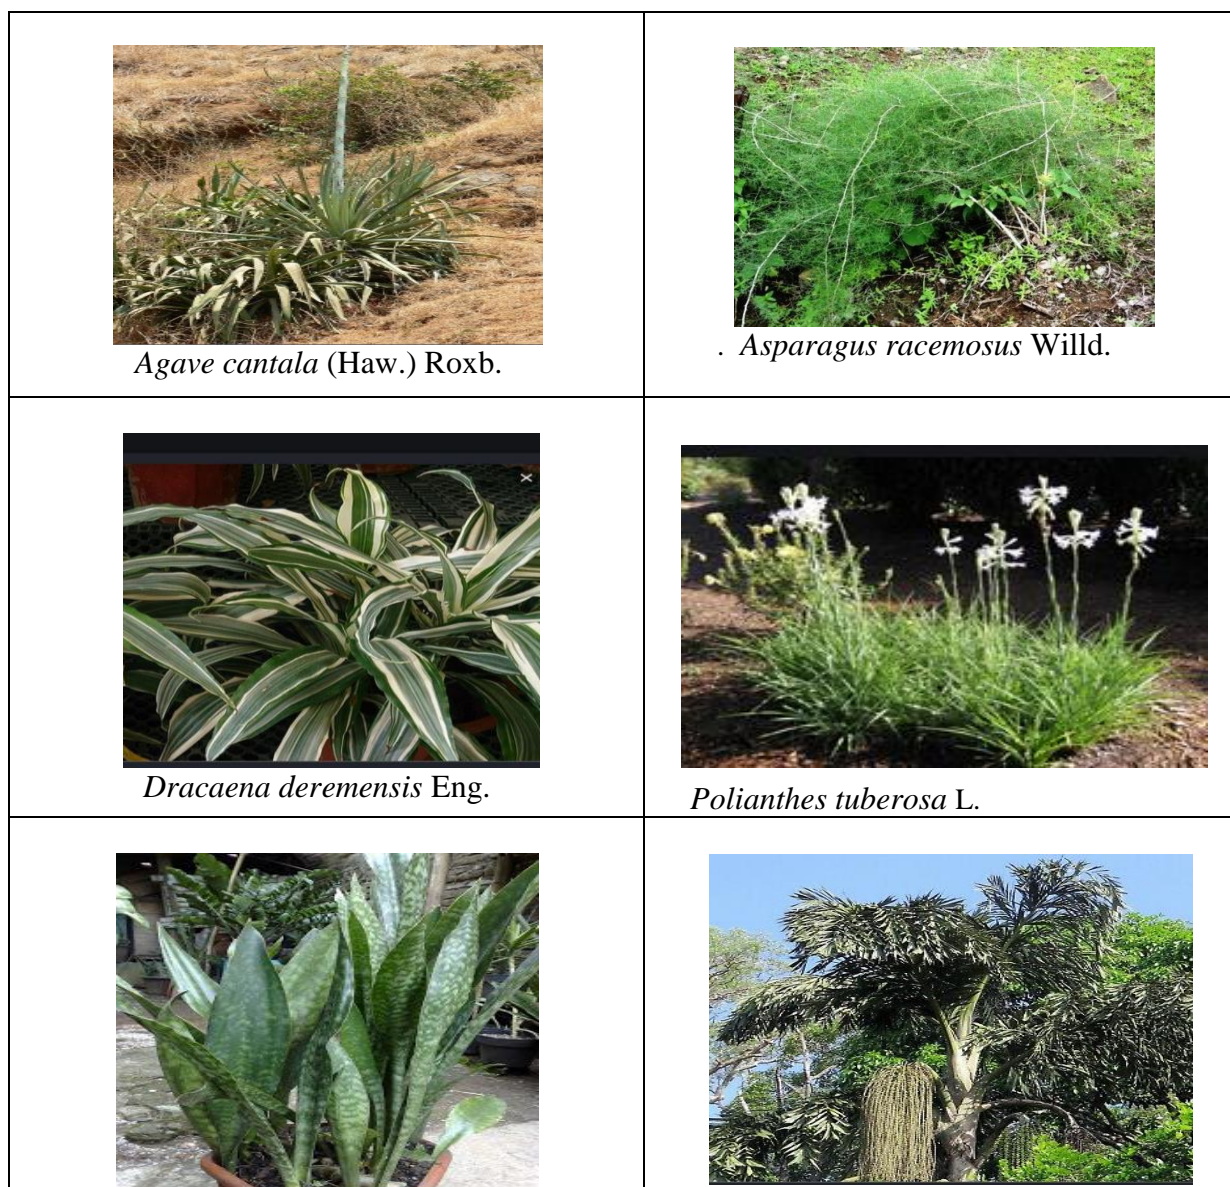 Agave cantala (Haw.) Roxb.
. Asparagus racemosus Willd.
Dracaena deremensis Eng.
Polianthes tuberosa L.